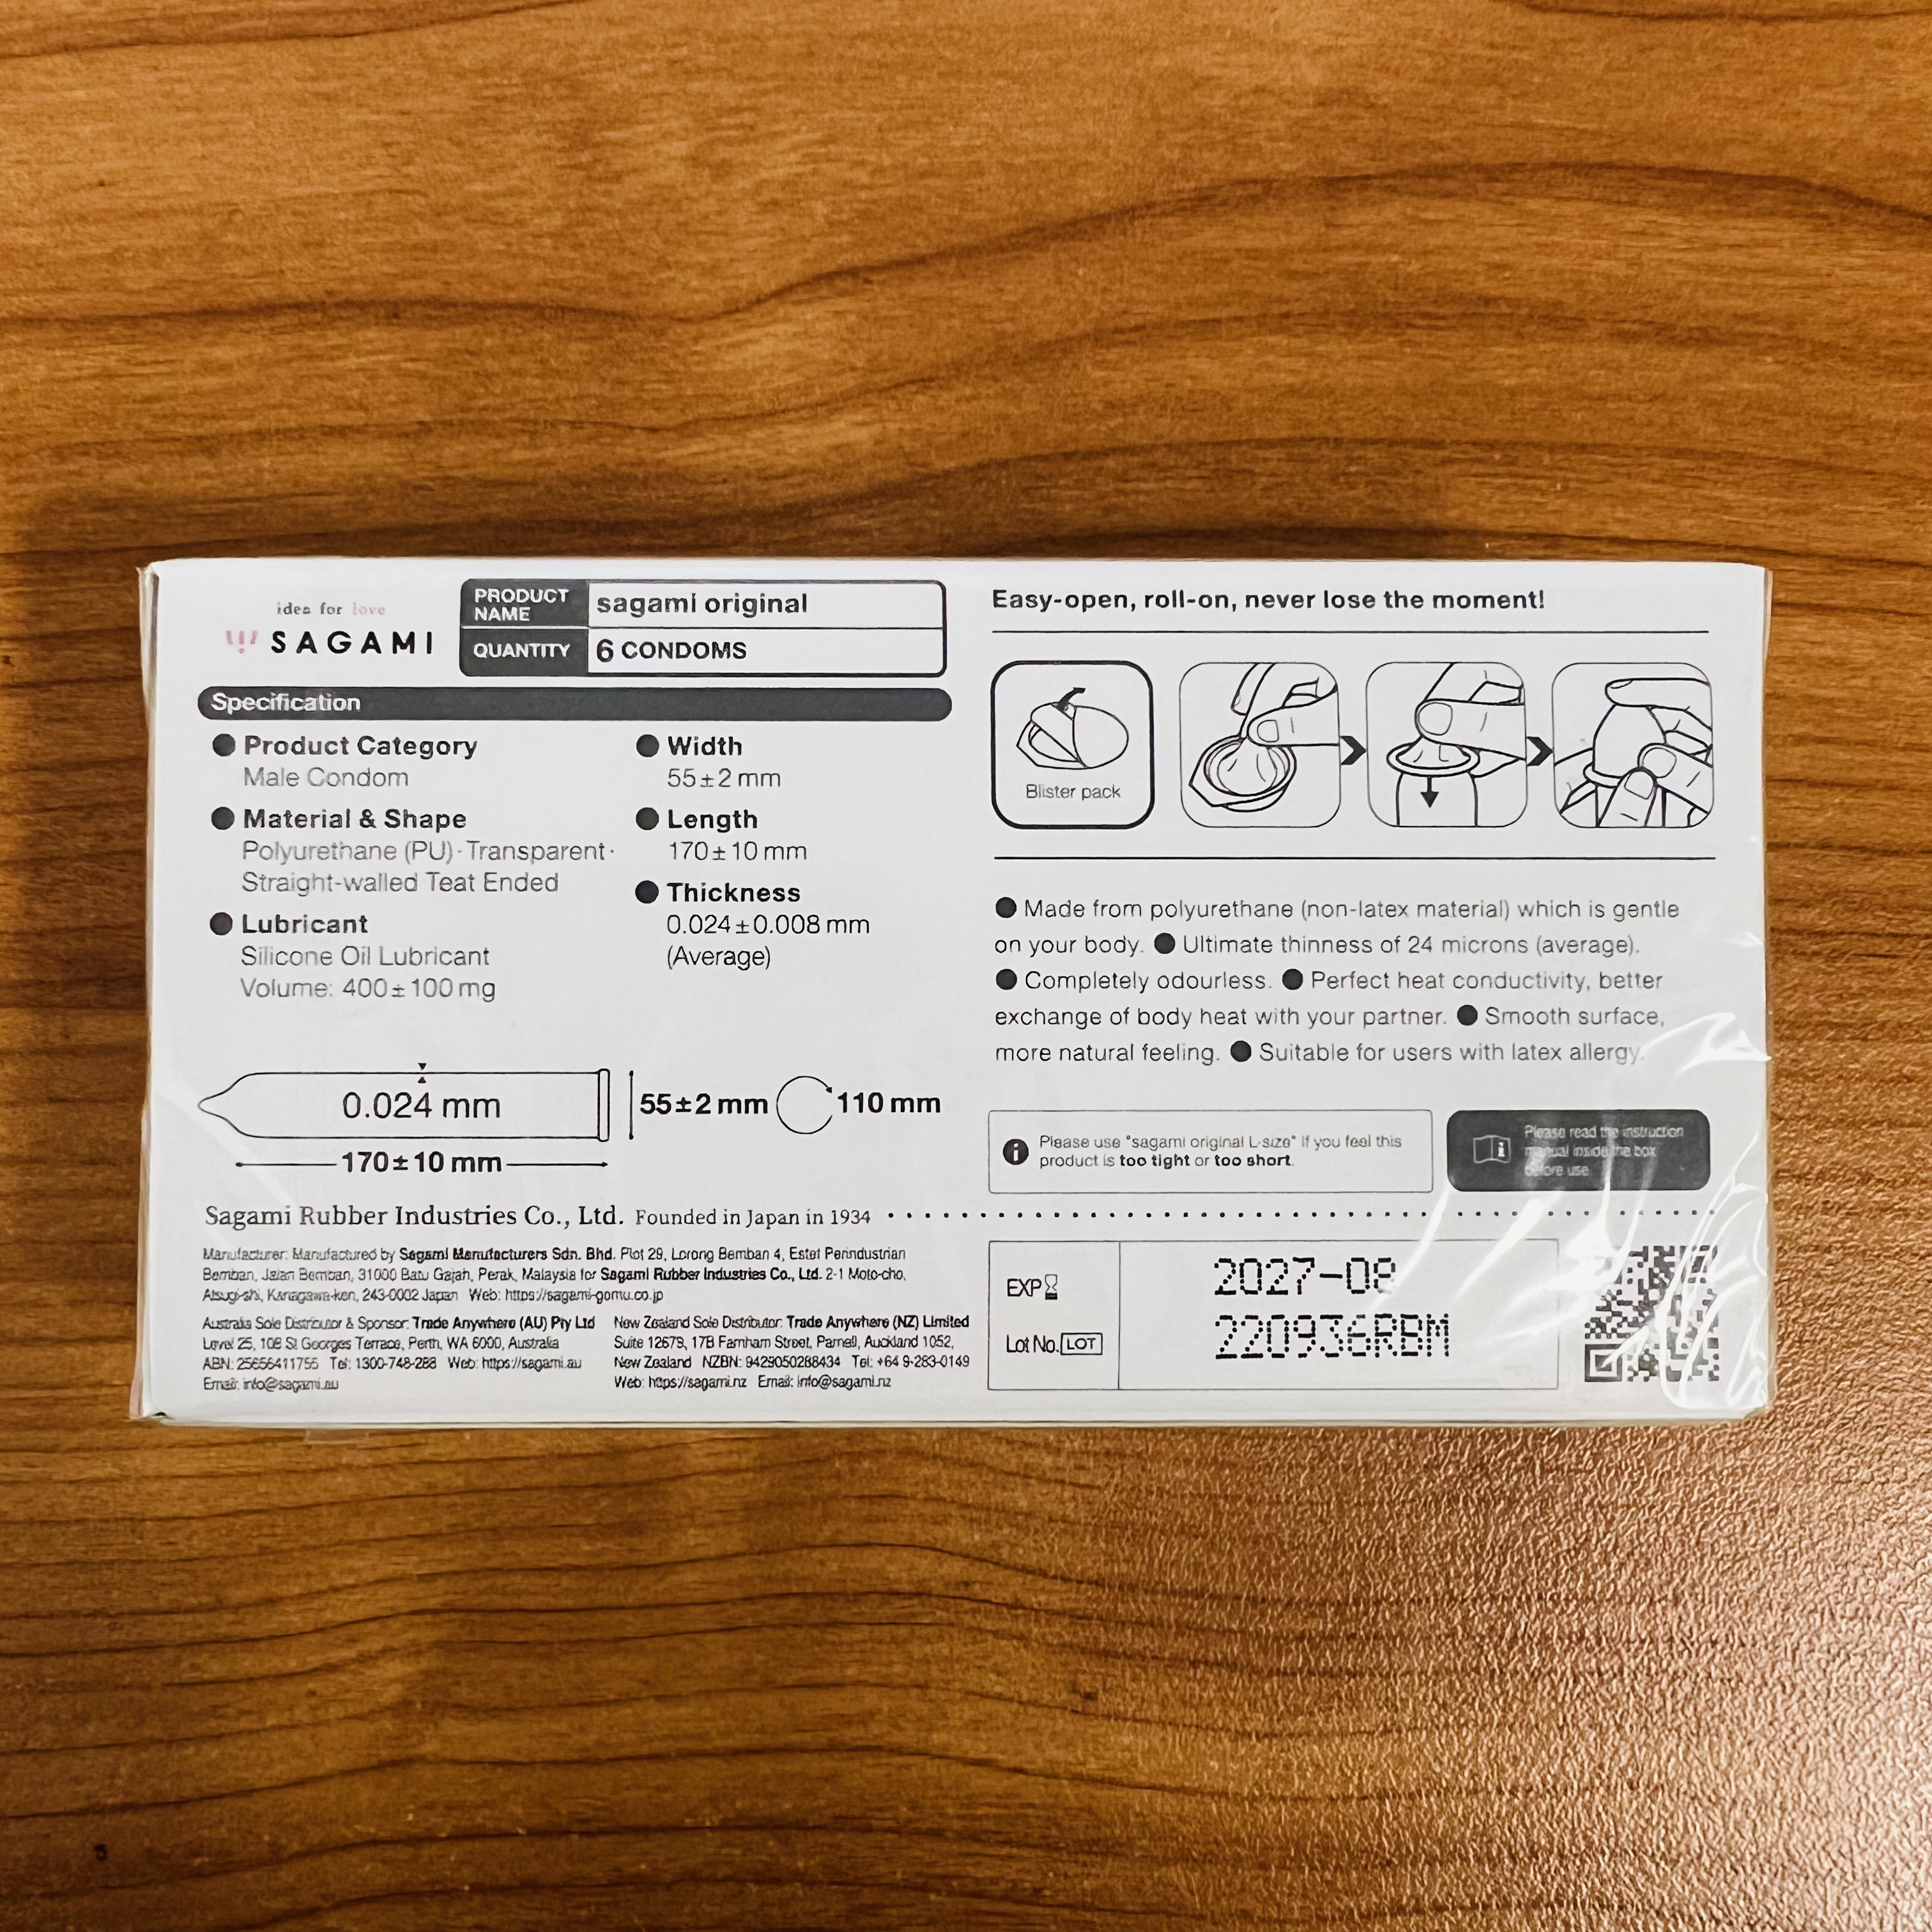 idea for love
SAGAMI
PRODUCT NAME
sagami original
QUANTITY
6 CONDOMS
Specification
● Product Category
Male Condom
● Material & Shape
Polyurethane (PU)·Transparent·
Straight-walled Teat Ended
● Lubricant
Silicone Oil Lubricant
Volume: 400±100 mg
● Width
55±2 mm
● Length
170±10 mm
● Thickness
0.024±0.008 mm
(Average)
0.024 mm
55±2 mm
110 mm
170±10 mm
Easy-open, roll-on, never lose the moment!
Blister pack
● Made from polyurethane (non-latex material) which is gentle
on your body. ● Ultimate thinness of 24 microns (average).
● Completely odourless. ● Perfect heat conductivity, better
exchange of body heat with your partner. ● Smooth surface,
more natural feeling. ● Suitable for users with latex allergy.
Please use "sagami original L-size" if you feel this
product is too tight or too short.
Please read the instruction
manual inside the box
before use
Sagami Rubber Industries Co., Ltd. Founded in Japan in 1934
Manufacturer: Manufactured by Sagami Manufacturers Sdn. Bhd. Plot 29, Lorong Bemban 4, Estet Perindustrian
Bemban, Jalan Bemban, 31000 Batu Gajah, Perak, Malaysia for Sagami Rubber Industries Co., Ltd. 2-1 Moto-cho,
Atsugi-shi, Kanagawa-ken, 243-0002 Japan Web: https://sagami-gomu.co.jp
Australia Sole Distributor & Sponsor: Trade Anywhere (AU) Pty Ltd
Level 25, 108 St Georges Terrace, Perth, WA 6000, Australia
ABN: 25656411755 Tel: 1300-748-288 Web: https://sagami.au
Email: info@sagami.au
New Zealand Sole Distributor: Trade Anywhere (NZ) Limited
Suite 12679, 17B Farnham Street, Parnell, Auckland 1052,
New Zealand NZBN: 9429050288434 Tel: +64 9-283-0149
Web: https://sagami.nz Email: info@sagami.nz
EXP
2027-08
Lot No. LOT
220936RBM